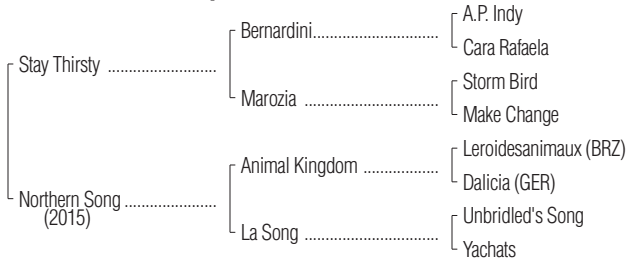 A.P. Indy
Bernardini
Cara Rafaela
Stay Thirsty
Storm Bird
Marozia
Make Change
Leroidesanimaux (BRZ)
Animal Kingdom
Dalicia (GER)
Northern Song
(2015)
Unbridled's Song
La Song
Yachats